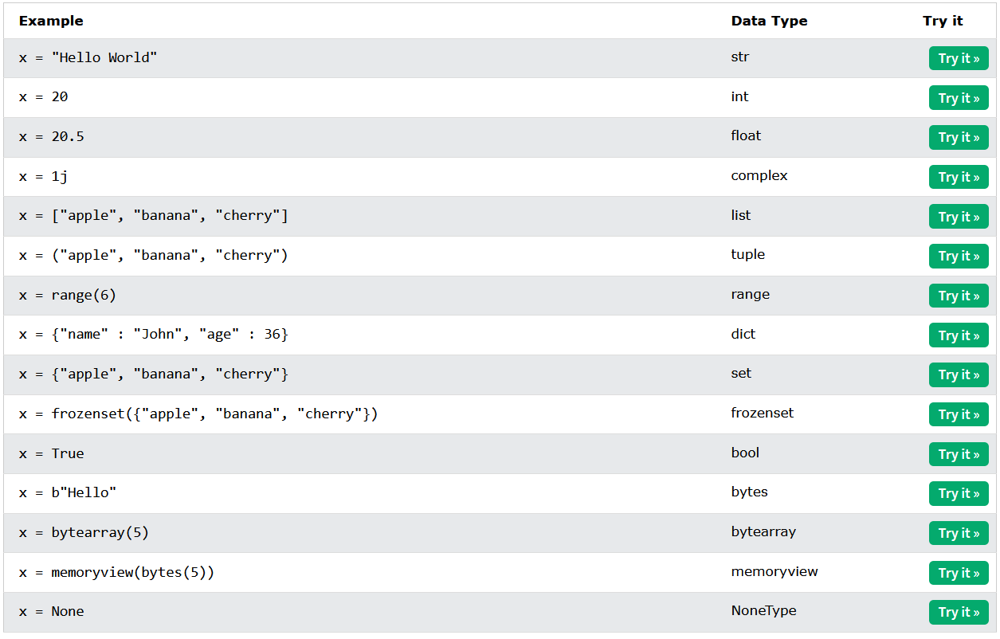 Example Data Type Try it
x = "Hello World" str Try it »
x = 20 int Try it »
x = 20.5 float Try it »
x = 1j complex Try it »
x = ["apple", "banana", "cherry"] list Try it »
x = ("apple", "banana", "cherry") tuple Try it »
x = range(6) range Try it »
x = {"name" : "John", "age" : 36} dict Try it »
x = {"apple", "banana", "cherry"} set Try it »
x = frozenset({"apple", "banana", "cherry"}) frozenset Try it »
x = True bool Try it »
x = b"Hello" bytes Try it »
x = bytearray(5) bytearray Try it »
x = memoryview(bytes(5)) memoryview Try it »
x = None NoneType Try it »